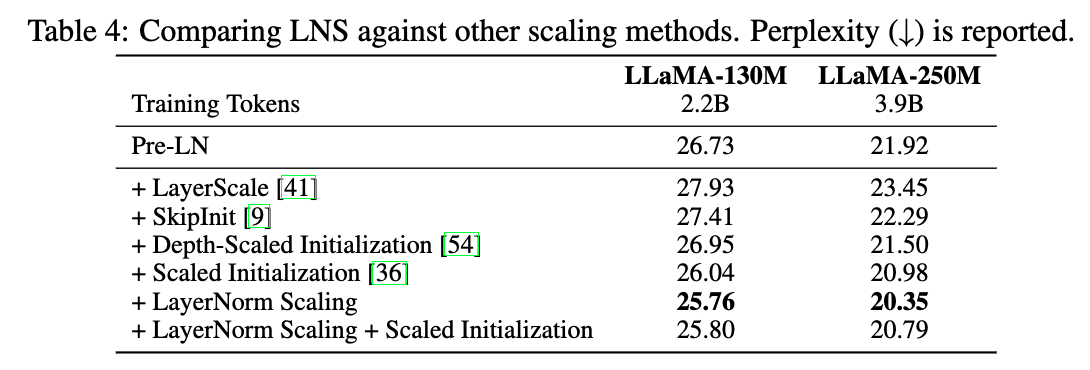 Table 4: Comparing LNS against other scaling methods. Perplexity (↓) is reported.
LLaMA-130M LLaMA-250M
Training Tokens 2.2B 3.9B
Pre-LN 26.73 21.92
+ LayerScale [41] 27.93 23.45
+ SkipInit [9] 27.41 22.29
+ Depth-Scaled Initialization [54] 26.95 21.50
+ Scaled Initialization [36] 26.04 20.98
+ LayerNorm Scaling 25.76 20.35
+ LayerNorm Scaling + Scaled Initialization 25.80 20.79